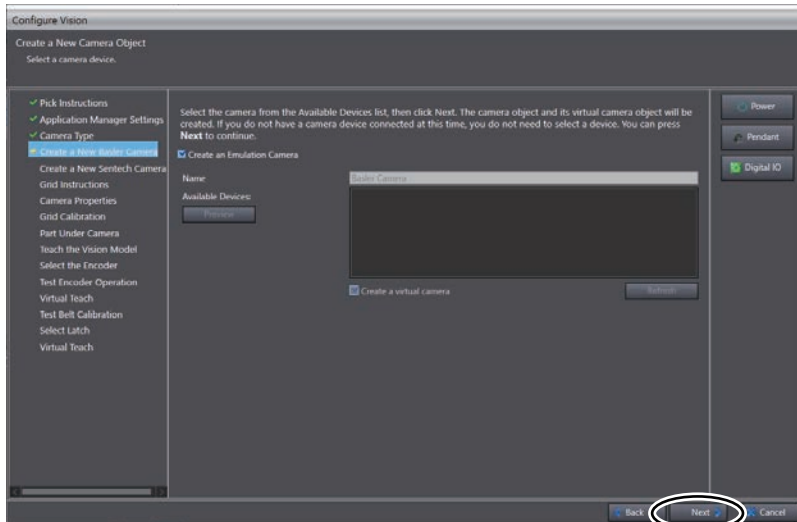 Configure Vision
Create a New Camera Object
Select a camera device.
Pick Instructions
Application Manager Settings
Camera Type
Create a New Basler Camera
Create a New Sentech Camera
Grid Instructions
Camera Properties
Grid Calibration
Part Under Camera
Teach the Vision Model
Select the Encoder
Test Encoder Operation
Virtual Teach
Test Belt Calibration
Select Latch
Virtual Teach
Select the camera from the Available Devices list, then click Next. The camera object and its virtual camera object will be
created. If you do not have a camera device connected at this time, you do not need to select a device. You can press
Next to continue.
Create an Emulation Camera
Name
Basler Camera
Available Devices:
Preview
Create a virtual camera
Refresh
Power
Pendant
Digital IO
Back
Next
Cancel